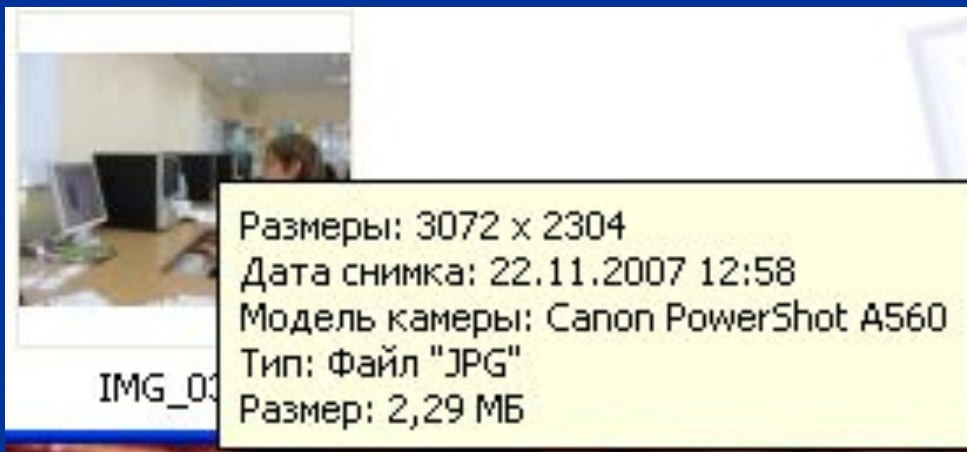 Размеры: 3072 x 2304
Дата снимка: 22.11.2007 12:58
Модель камеры: Canon PowerShot A560
Тип: Файл "JPG"
Размер: 2,29 МБ